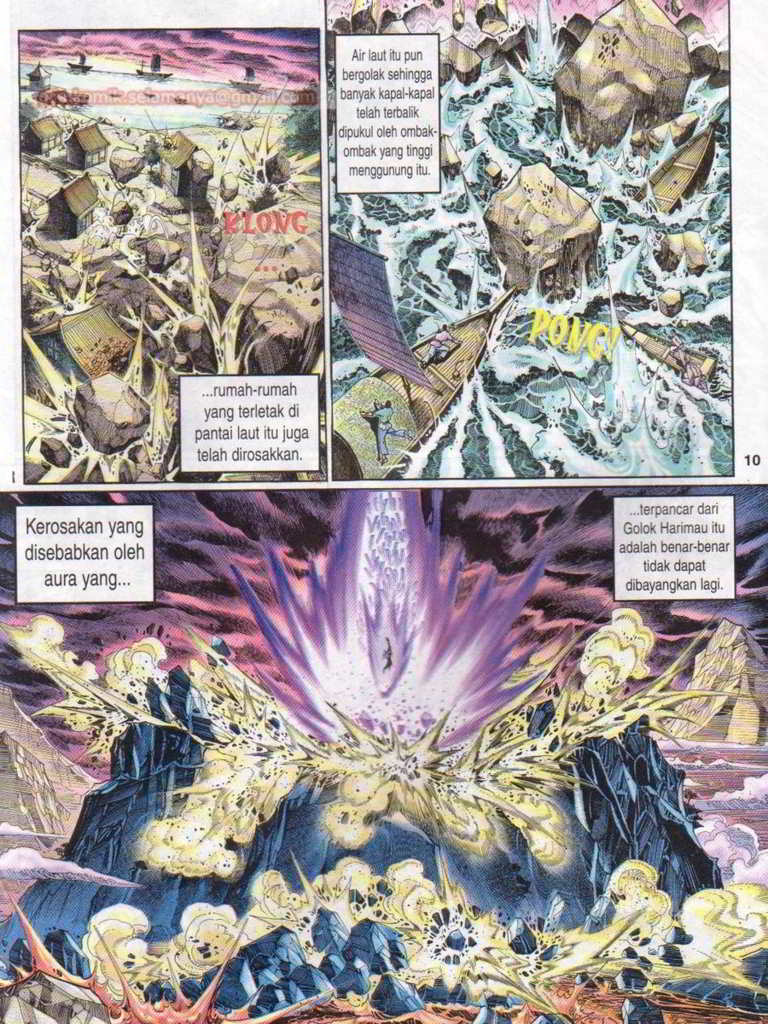 KLONG
...
...rumah-rumah
yang terletak di
pantai laut itu juga
telah dirosakkan.
Air laut itu pun
bergolak sehingga
banyak kapal-kapal
telah terbalik
dipukul oleh ombak-
ombak yang tinggi
menggunung itu.
PONG!
10
Kerosakan yang
disebabkan oleh
aura yang...
...terpancar dari
Golok Harimau itu
adalah benar-benar
tidak dapat
dibayangkan lagi.